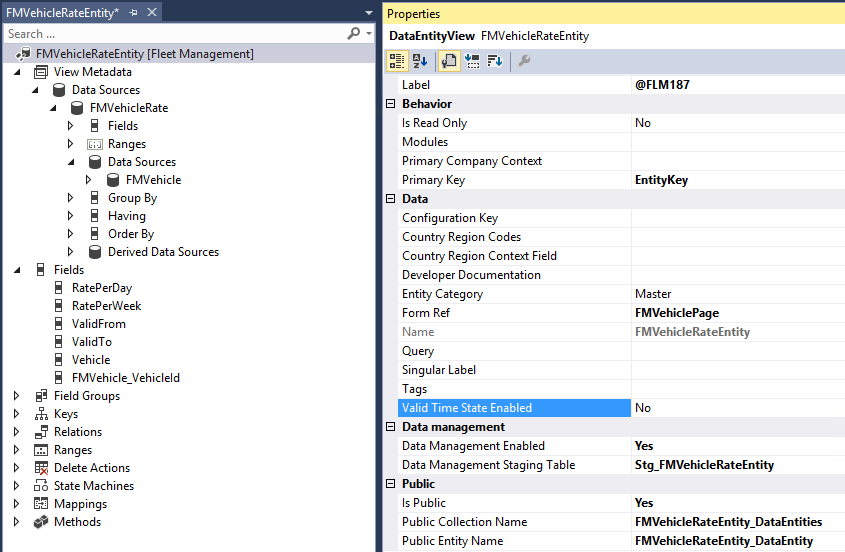 FMVehicleRateEntity*
Search ...
FMVehicleRateEntity [Fleet Management]
View Metadata
Data Sources
FMVehicleRate
Fields
Ranges
Data Sources
FMVehicle
Group By
Having
Order By
Derived Data Sources
Fields
RatePerDay
RatePerWeek
ValidFrom
ValidTo
Vehicle
FMVehicle_VehicleId
Field Groups
Keys
Relations
Ranges
Delete Actions
State Machines
Mappings
Methods
Properties
DataEntityView FMVehicleRateEntity
Label @FLM187
Behavior
Is Read Only No
Modules
Primary Company Context
Primary Key EntityKey
Data
Configuration Key
Country Region Codes
Country Region Context Field
Developer Documentation
Entity Category Master
Form Ref FMVehiclePage
Name FMVehicleRateEntity
Query
Singular Label
Tags
Valid Time State Enabled No
Data management
Data Management Enabled Yes
Data Management Staging Table Stg_FMVehicleRateEntity
Public
Is Public Yes
Public Collection Name FMVehicleRateEntity_DataEntities
Public Entity Name FMVehicleRateEntity_DataEntity